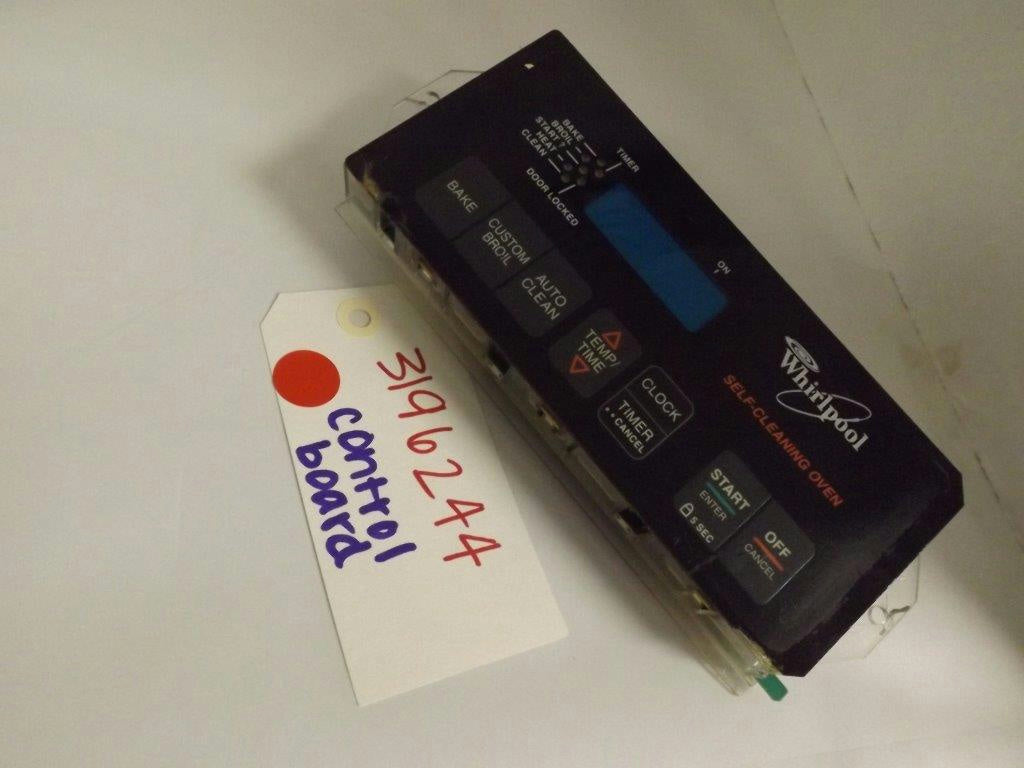 BAKE
BROIL
START?
HEAT
CLEAN
TIMER
DOOR LOCKED
ON
BAKE
CUSTOM
BROIL
AUTO
CLEAN
TEMP/
TIME
CLOCK
TIMER
••CANCEL
START
ENTER
5 SEC
OFF
CANCEL
Whirlpool
SELF-CLEANING OVEN
3196244
control
board